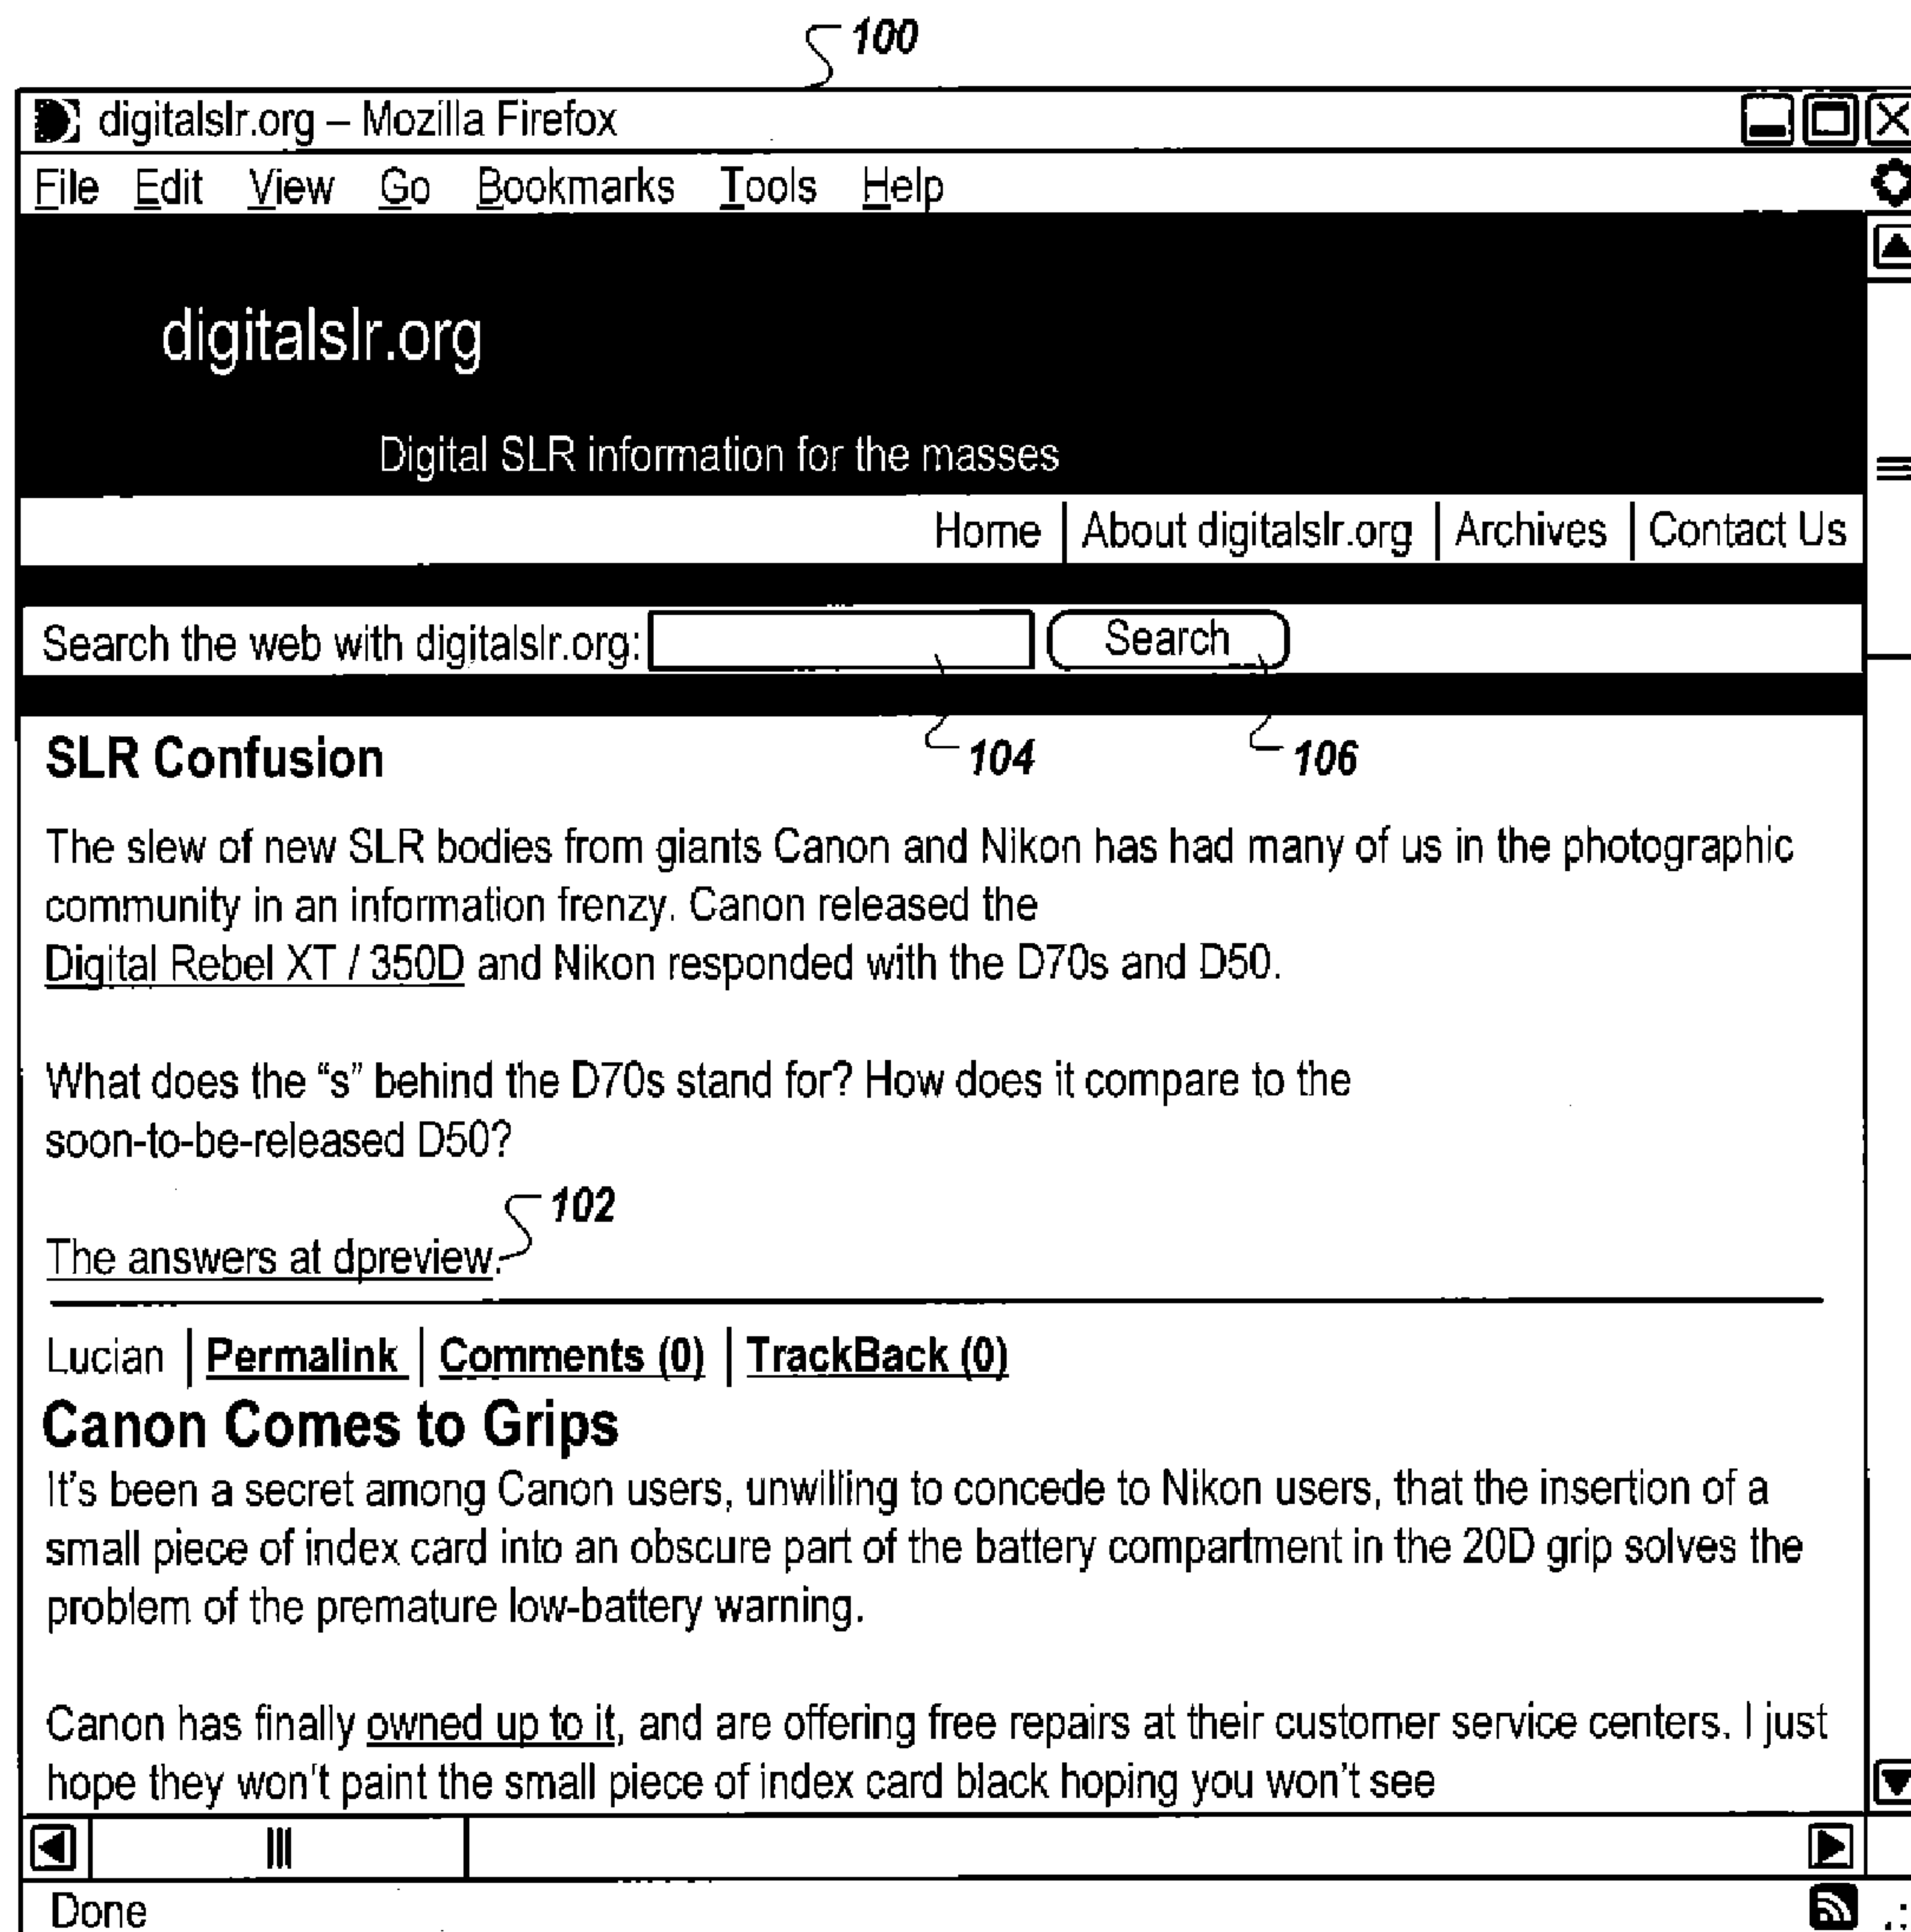 100
digitalslr.org – Mozilla Firefox
File Edit View Go Bookmarks Tools Help
digitalslr.org
Digital SLR information for the masses
Home | About digitalslr.org | Archives | Contact Us
Search the web with digitalslr.org: Search
104 106
SLR Confusion
The slew of new SLR bodies from giants Canon and Nikon has had many of us in the photographic
community in an information frenzy. Canon released the
Digital Rebel XT / 350D and Nikon responded with the D70s and D50.
What does the “s” behind the D70s stand for? How does it compare to the
soon-to-be-released D50?
102
The answers at dpreview.
Lucian | Permalink | Comments (0) | TrackBack (0)
Canon Comes to Grips
It's been a secret among Canon users, unwilling to concede to Nikon users, that the insertion of a
small piece of index card into an obscure part of the battery compartment in the 20D grip solves the
problem of the premature low-battery warning.
Canon has finally owned up to it, and are offering free repairs at their customer service centers. I just
hope they won't paint the small piece of index card black hoping you won't see
Done